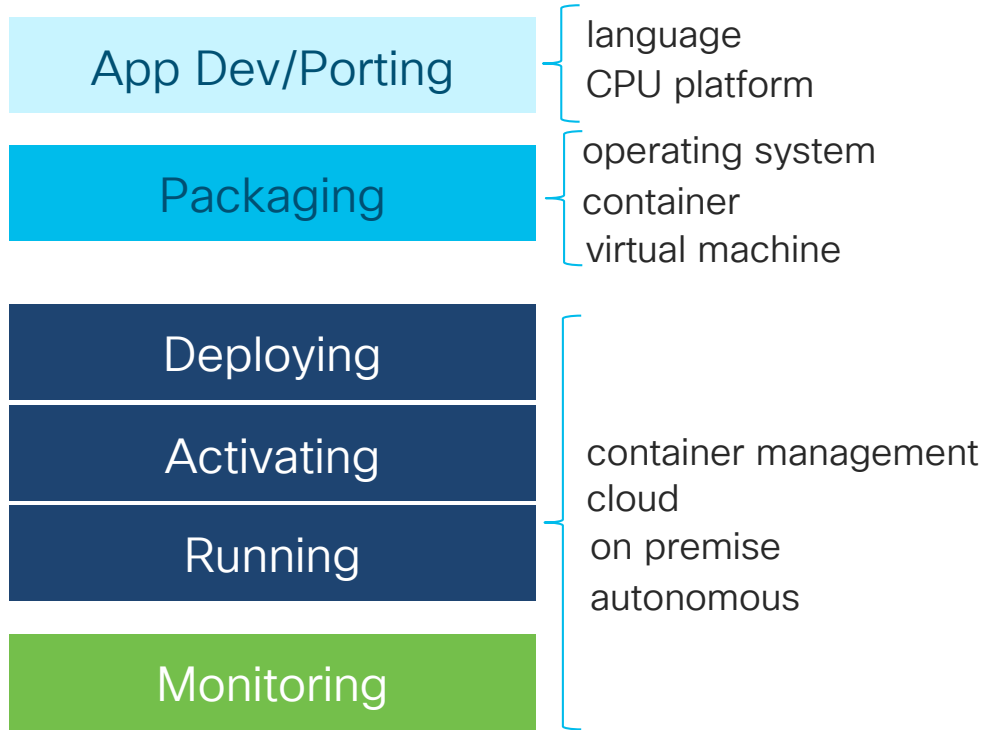 App Dev/Porting
language
CPU platform
Packaging
operating system
container
virtual machine
Deploying
Activating
Running
Monitoring
container management
cloud
on premise
autonomous